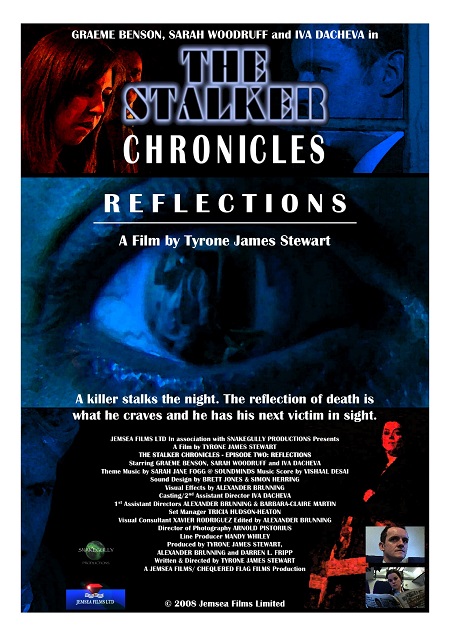 GRAEME BENSON, SARAH WOODRUFF and IVA DACHEVA in
THE
STALKER
CHRONICLES
REFLECTIONS
A Film by Tyrone James Stewart
A killer stalks the night. The reflection of death is
what he craves and he has his next victim in sight.
JEMSEA FILMS LTD in association with SNAKEGULLY PRODUCTIONS Presents
A Film by TYRONE JAMES STEWART
THE STALKER CHRONICLES - EPISODE TWO: REFLECTIONS
Starring GRAEME BENSON, SARAH WOODRUFF and IVA DACHEVA
Theme Music by SARAH JANE FOGG @ SOUNDMINDS Music Score by VISHAAL DESAI
Sound Design by BRETT JONES & SIMON HERRING
Visual Effects by ALEXANDER BRUNNING
Casting/2nd Assistant Director IVA DACHEVA
1st Assistant Directors ALEXANDER BRUNNING & BARBARA-CLAIRE MARTIN
Set Manager TRICIA HUDSON-HEATON
Visual Consultant XAVIER RODRIGUEZ Edited by ALEXANDER BRUNNING
Director of Photography ARNOLD PISTORIUS
Line Producer MANDY WHILEY
Produced by TYRONE JAMES STEWART,
ALEXANDER BRUNNING and DARREN L. FRIPP
Written & Directed by TYRONE JAMES STEWART
A JEMSEA FILMS/ CHEQUERED FLAG FILMS Production
SNAKEGULLY
PRODUCTIONS
JEMSEA FILMS LTD
© 2008 Jemsea Films Limited